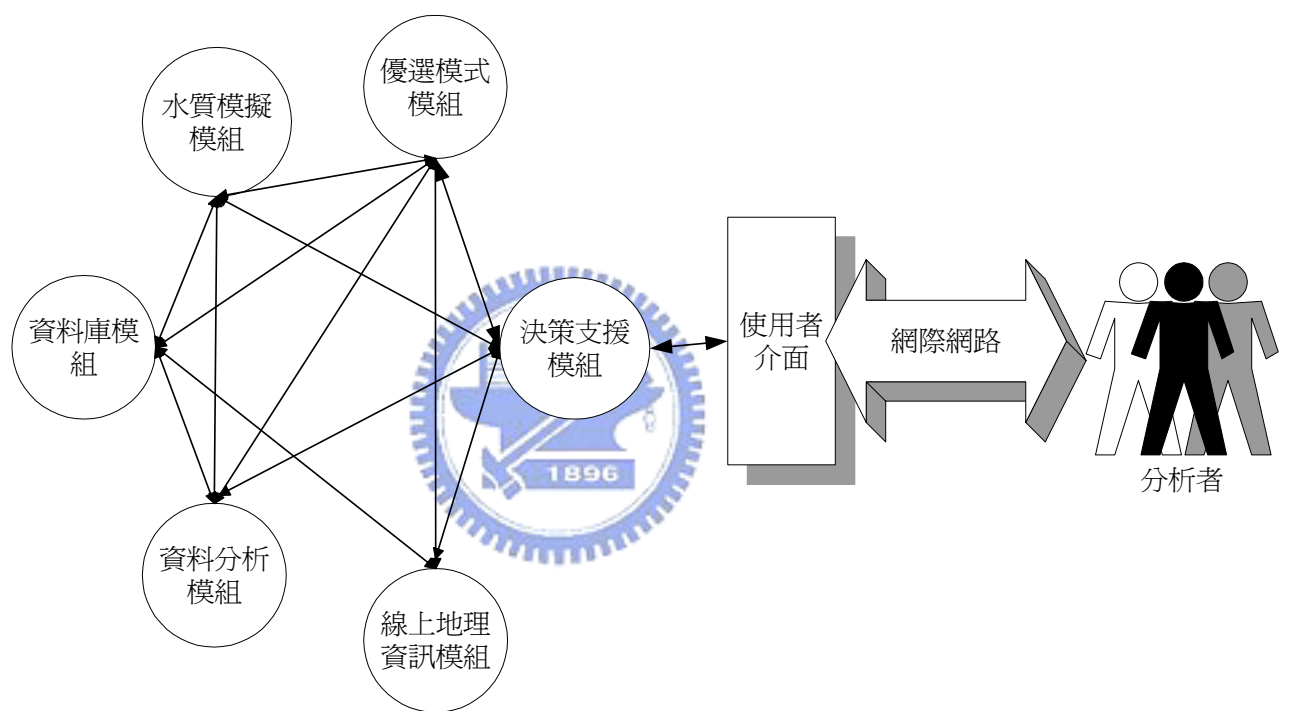 優選模式
模組
水質模擬
模組
資料庫模
組
決策支援
模組
使用者
介面
網際網路
分析者
1896
資料分析
模組
線上地理
資訊模組